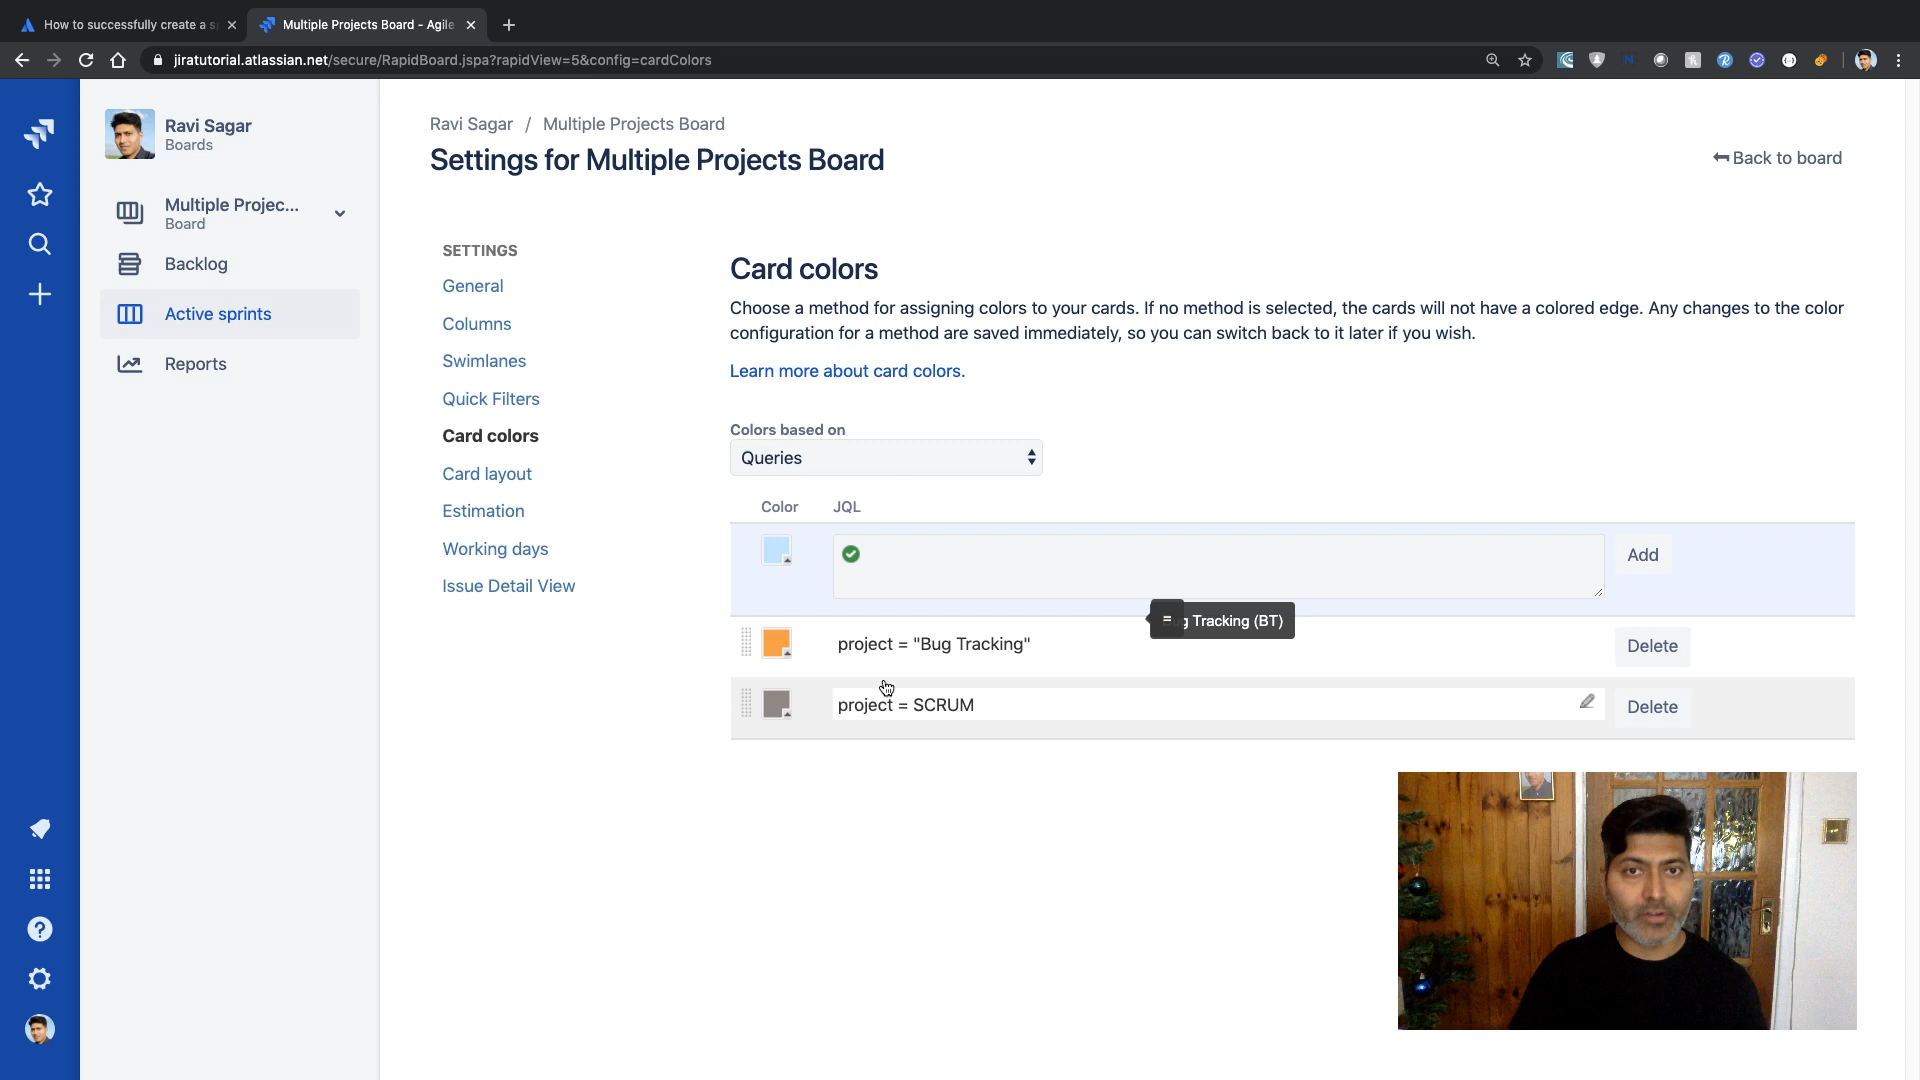 How to successfully create a s
Multiple Projects Board - Agile
jiratutorial.atlassian.net/secure/RapidBoard.jspa?rapidView=5&config=cardColors
Ravi Sagar
Boards
Multiple Projec...
Board
Backlog
Active sprints
Reports
Ravi Sagar / Multiple Projects Board
Settings for Multiple Projects Board
Back to board
SETTINGS
General
Columns
Swimlanes
Quick Filters
Card colors
Card layout
Estimation
Working days
Issue Detail View
Card colors
Choose a method for assigning colors to your cards. If no method is selected, the cards will not have a colored edge. Any changes to the color
configuration for a method are saved immediately, so you can switch back to it later if you wish.
Learn more about card colors.
Colors based on
Queries
Color JQL
Add
= Tracking (BT)
project = "Bug Tracking"
Delete
project = SCRUM
Delete